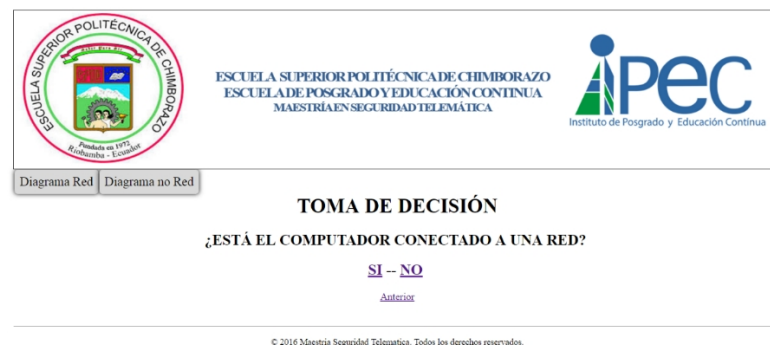 ESCUELA SUPERIOR POLITÉCNICA DE CHIMBORAZO
Fundada en 1972
Riobamba - Ecuador
ESCUELA SUPERIOR POLITÉCNICA DE CHIMBORAZO
ESCUELA DE POSGRADO Y EDUCACIÓN CONTINUA
MAESTRÍA EN SEGURIDAD TELEMÁTICA
iPec
Instituto de Posgrado y Educación Continua
Diagrama Red Diagrama no Red
TOMA DE DECISIÓN
¿ESTÁ EL COMPUTADOR CONECTADO A UNA RED?
SI -- NO
Anterior
© 2016 Maestria Seguridad Telematica. Todos los derechos reservados.